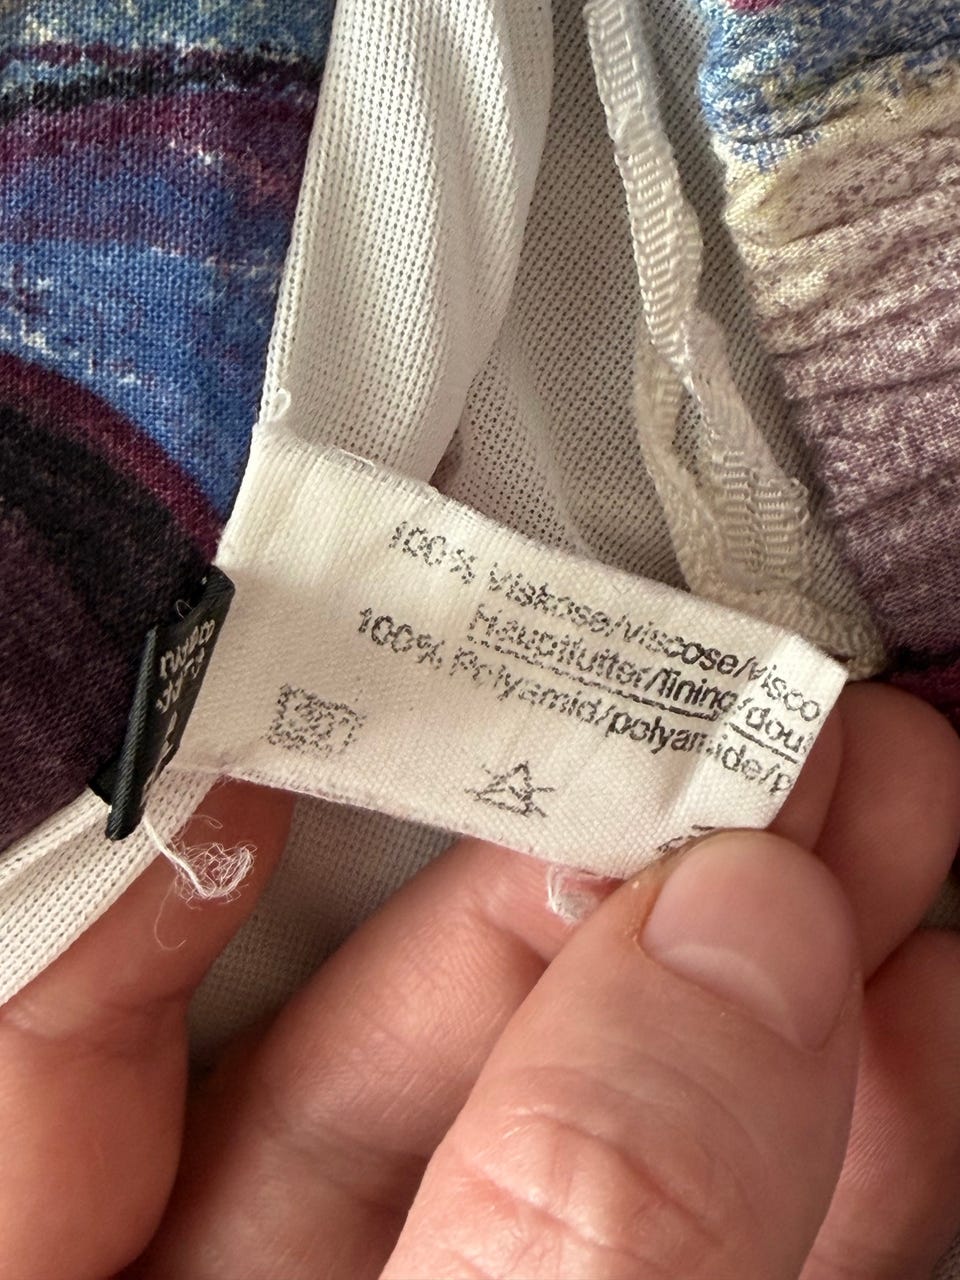 100% Viskose/viscose/visco
Hauptfutter/lining/dou
100% Polyamid/polyamide/p